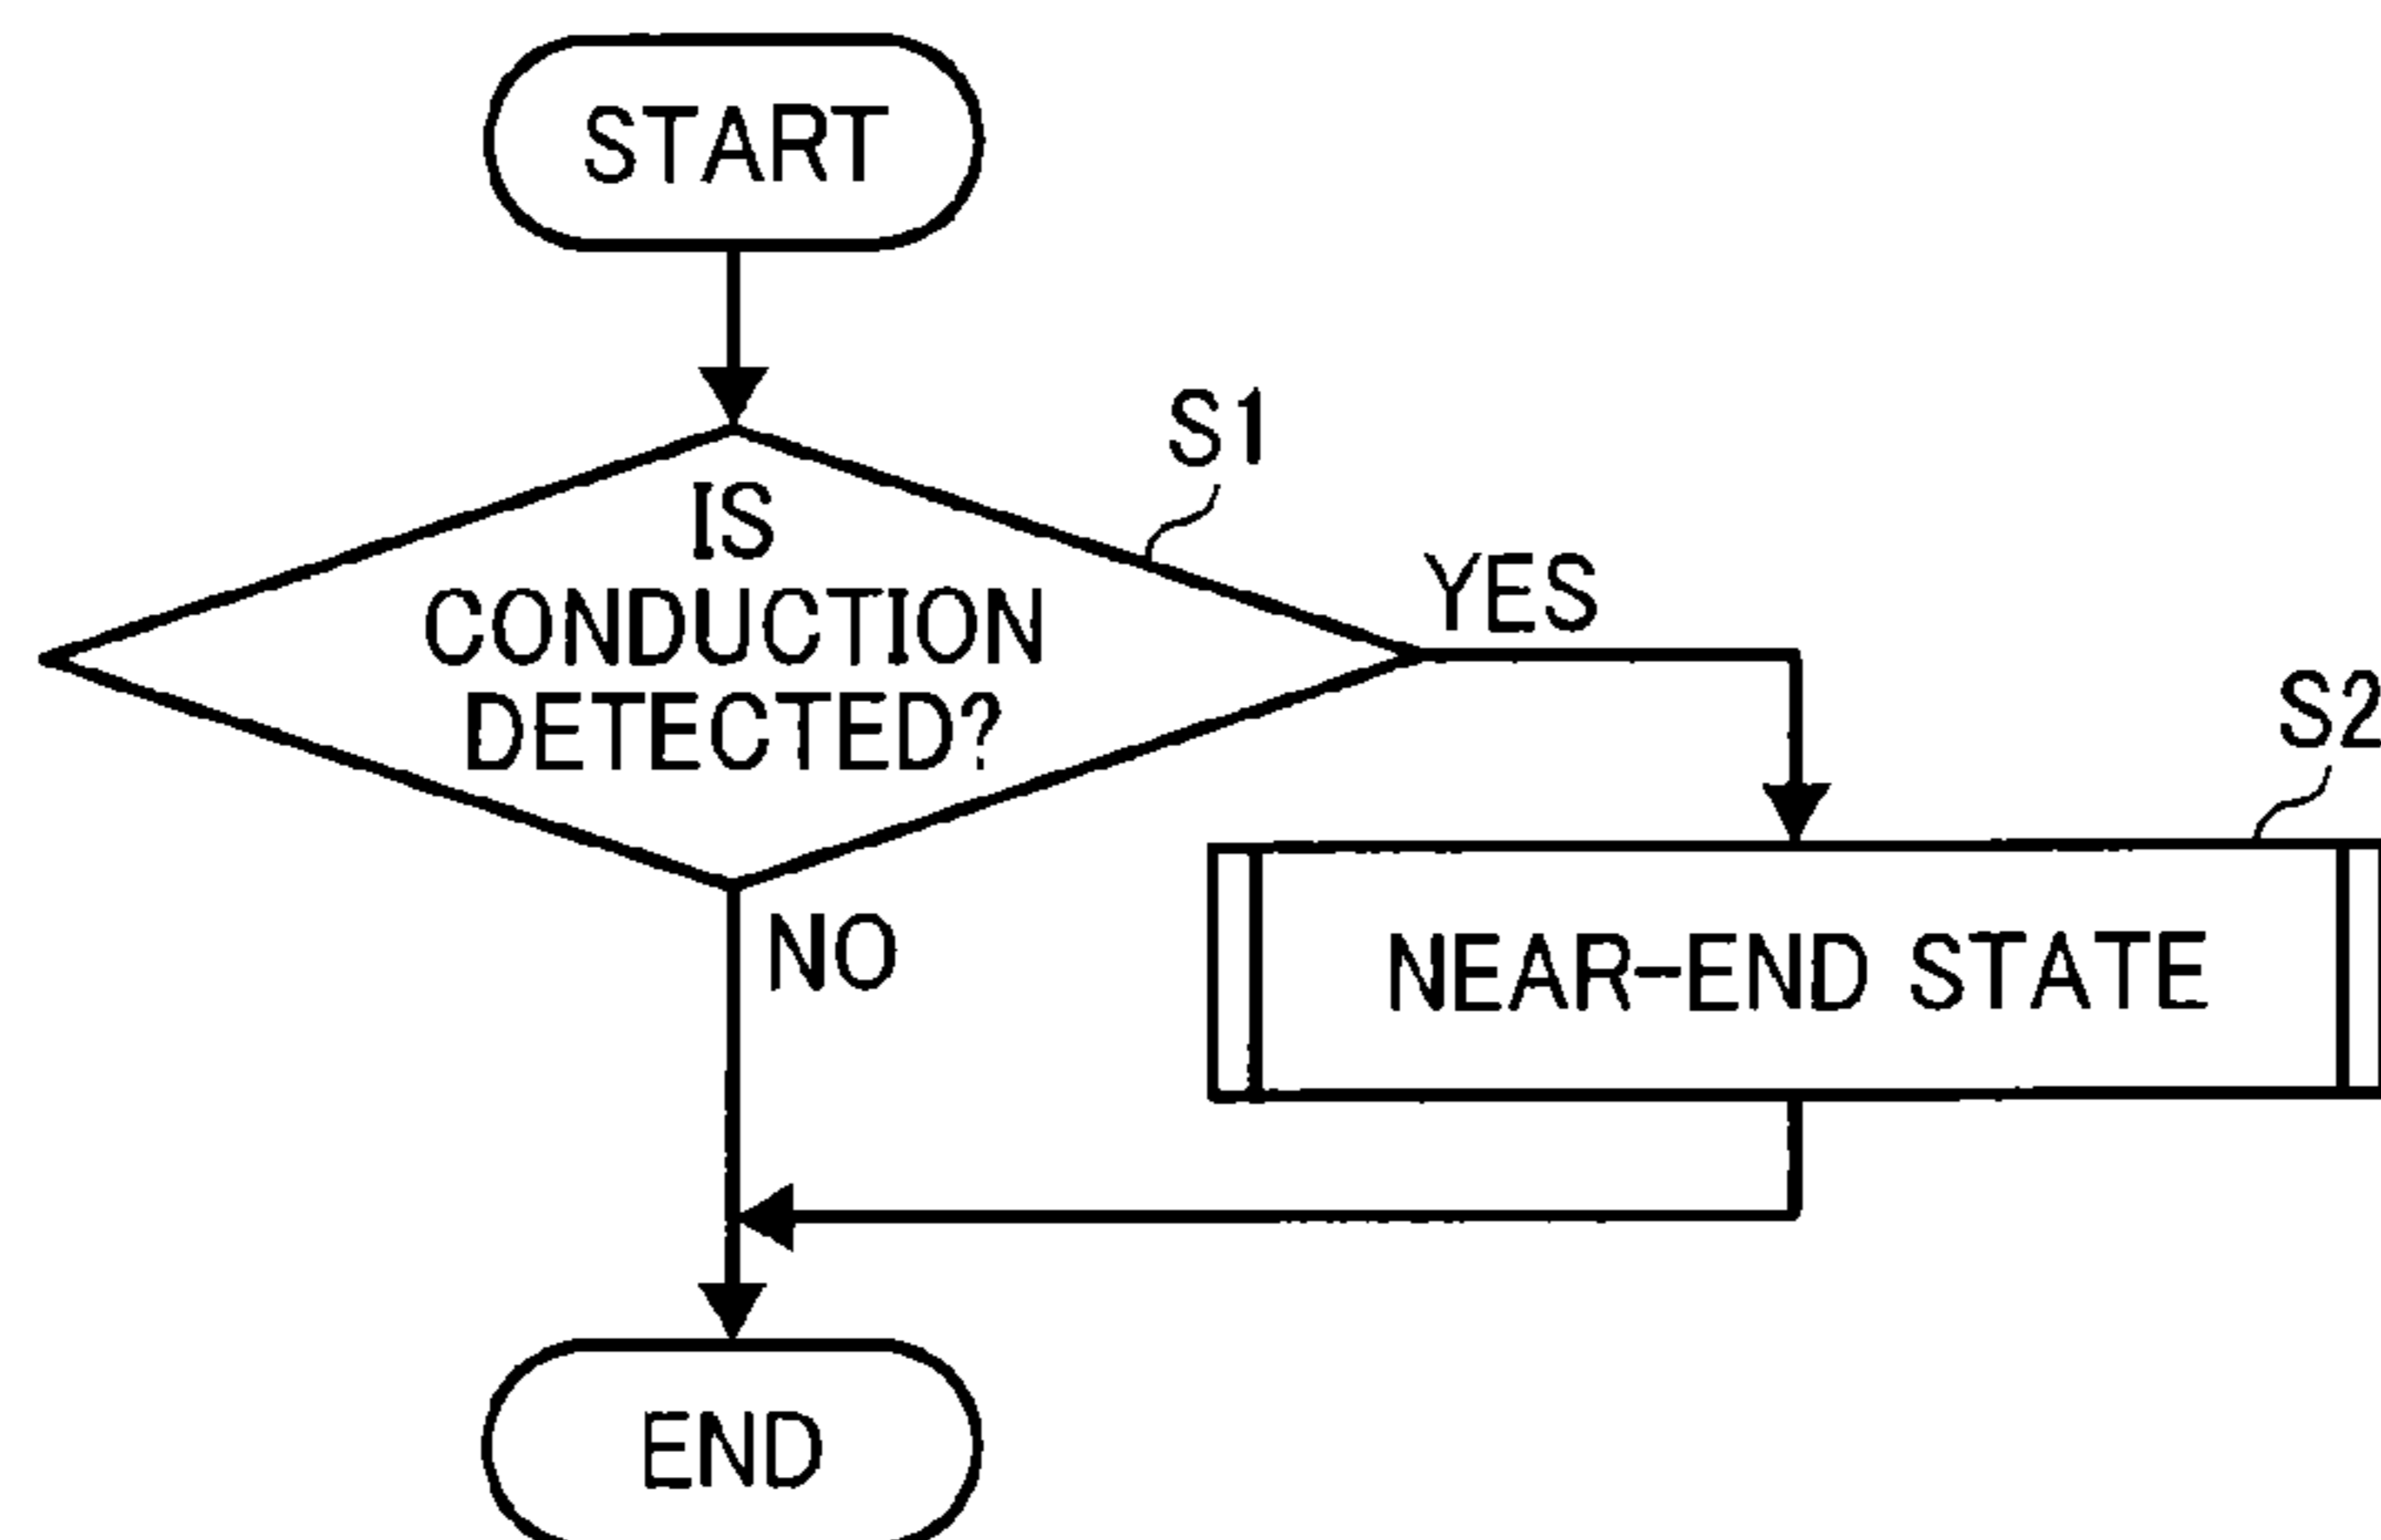 START
S1
IS
CONDUCTION
DETECTED?
YES
S2
NO
NEAR-END STATE
END